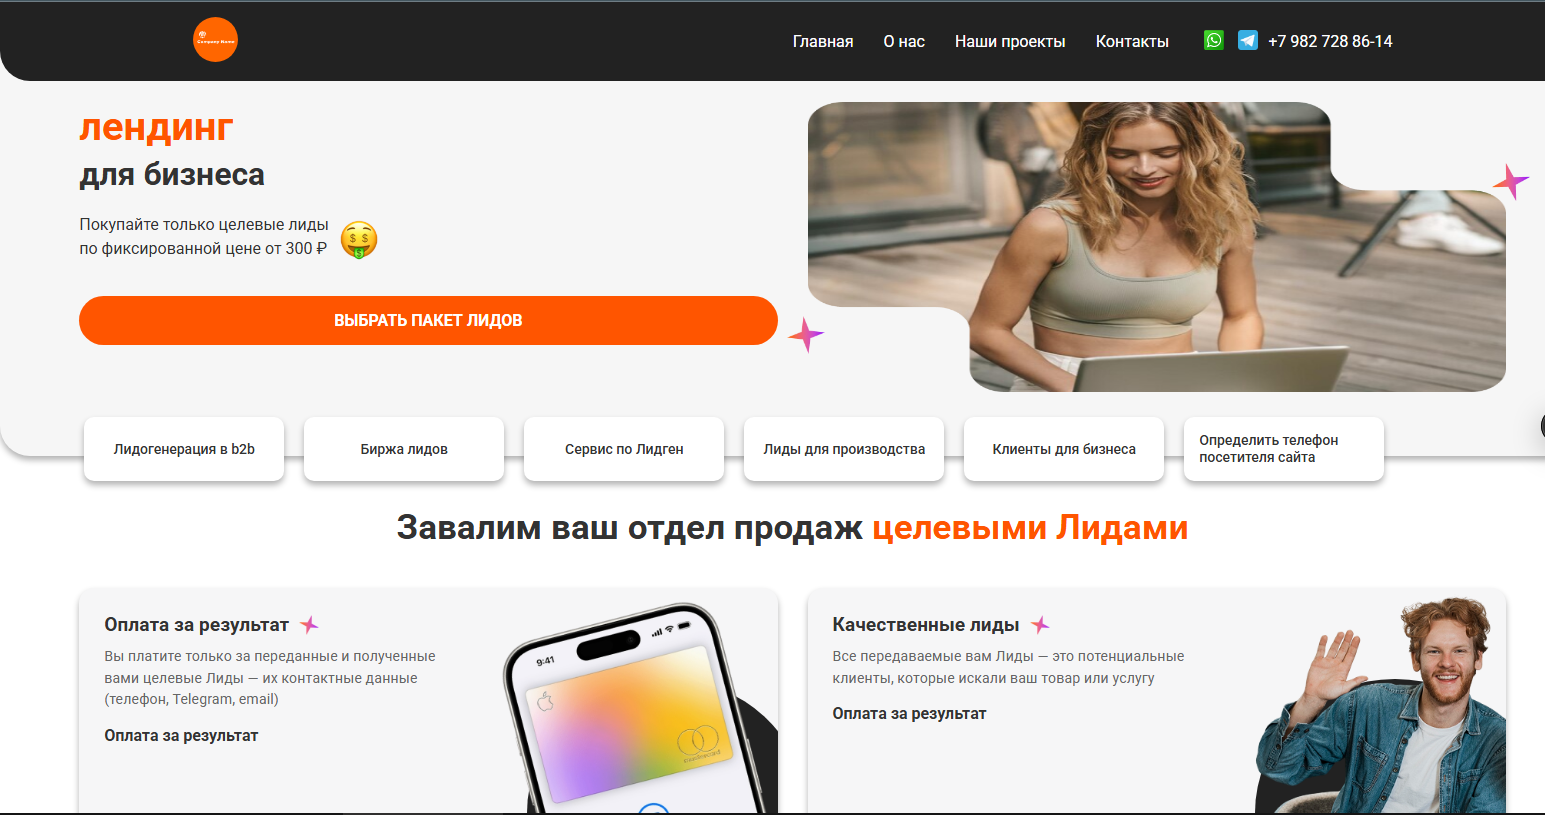 Company Name
Главная О нас Наши проекты Контакты +7 982 728 86-14
лендинг
для бизнеса
Покупайте только целевые лиды
по фиксированной цене от 300 ₽
ВЫБРАТЬ ПАКЕТ ЛИДОВ
Лидогенерация в b2b
Биржа лидов
Сервис по Лидген
Лиды для производства
Клиенты для бизнеса
Определить телефон
посетителя сайта
Завалим ваш отдел продаж целевыми Лидами
Оплата за результат
Вы платите только за переданные и полученные
вами целевые Лиды — их контактные данные
(телефон, Telegram, email)
Оплата за результат
9:41
Качественные лиды
Все передаваемые вам Лиды — это потенциальные
клиенты, которые искали ваш товар или услугу
Оплата за результат